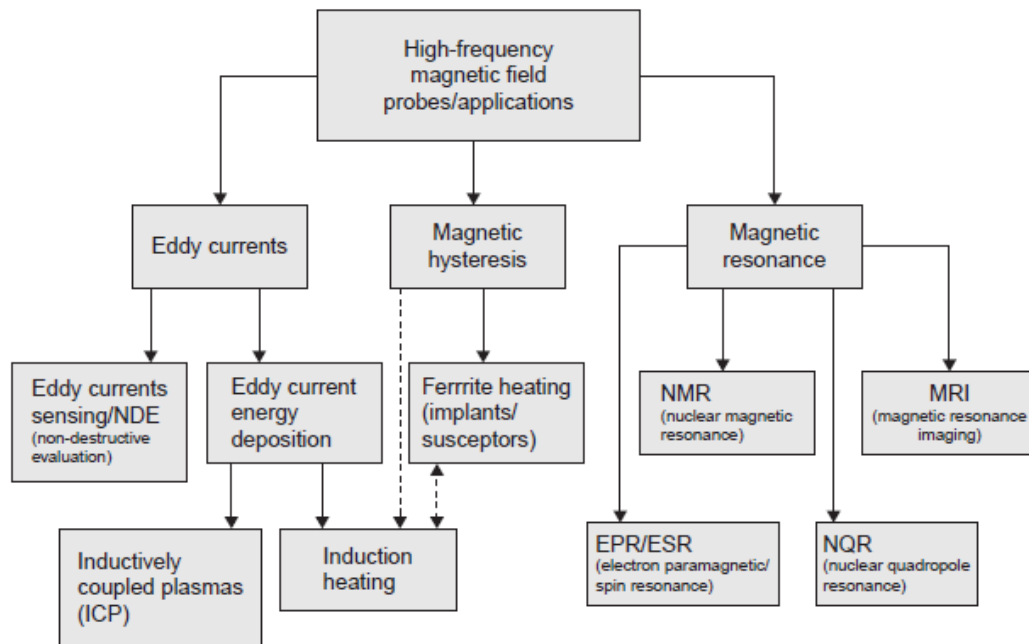 High-frequency
magnetic field
probes/applications
Eddy currents
Magnetic
hysteresis
Magnetic
resonance
Eddy currents
sensing/NDE
(non-destructive
evaluation)
Eddy current
energy
deposition
Ferrrite heating
(implants/
susceptors)
NMR
(nuclear magnetic
resonance)
MRI
(magnetic resonance
imaging)
Inductively
coupled plasmas
(ICP)
Induction
heating
EPR/ESR
(electron paramagnetic/
spin resonance)
NQR
(nuclear quadropole
resonance)